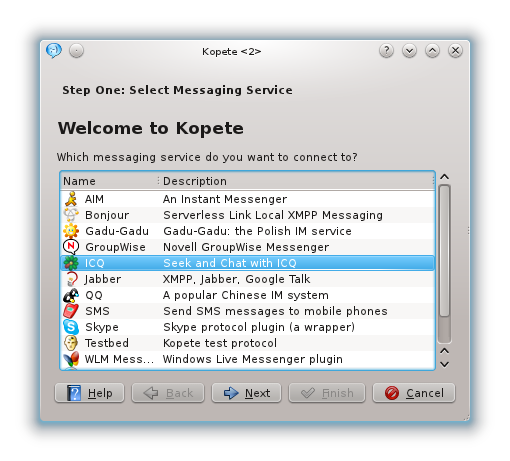 Kopete <2>
Step One: Select Messaging Service
Welcome to Kopete
Which messaging service do you want to connect to?
Name Description
AIM An Instant Messenger
Bonjour Serverless Link Local XMPP Messaging
Gadu-Gadu Gadu-Gadu: the Polish IM service
GroupWise Novell GroupWise Messenger
ICQ Seek and Chat with ICQ
Jabber XMPP, Jabber, Google Talk
QQ A popular Chinese IM system
SMS Send SMS messages to mobile phones
Skype Skype protocol plugin (a wrapper)
Testbed Kopete test protocol
WLM Mess... Windows Live Messenger plugin
Help Back Next Finish Cancel